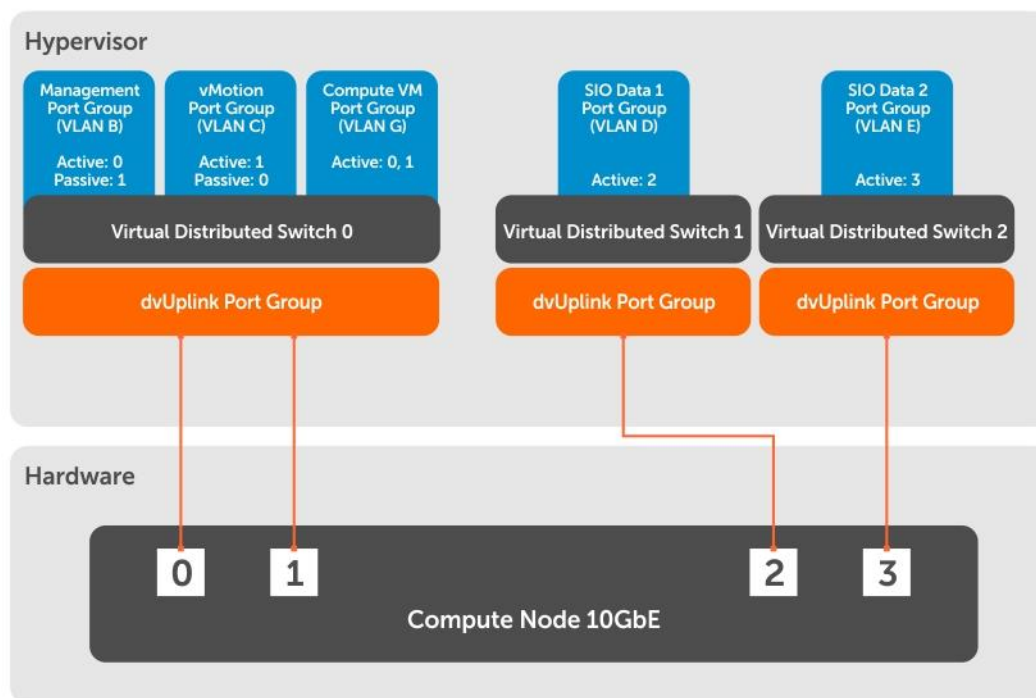 Hypervisor
Management
Port Group
(VLAN B)
Active: 0
Passive: 1
vMotion
Port Group
(VLAN C)
Active: 1
Passive: 0
Compute VM
Port Group
(VLAN G)
Active: 0, 1
SIO Data 1
Port Group
(VLAN D)
Active: 2
SIO Data 2
Port Group
(VLAN E)
Active: 3
Virtual Distributed Switch 0
Virtual Distributed Switch 1
Virtual Distributed Switch 2
dvUplink Port Group
dvUplink Port Group
dvUplink Port Group
Hardware
0
1
2
3
Compute Node 10GbE